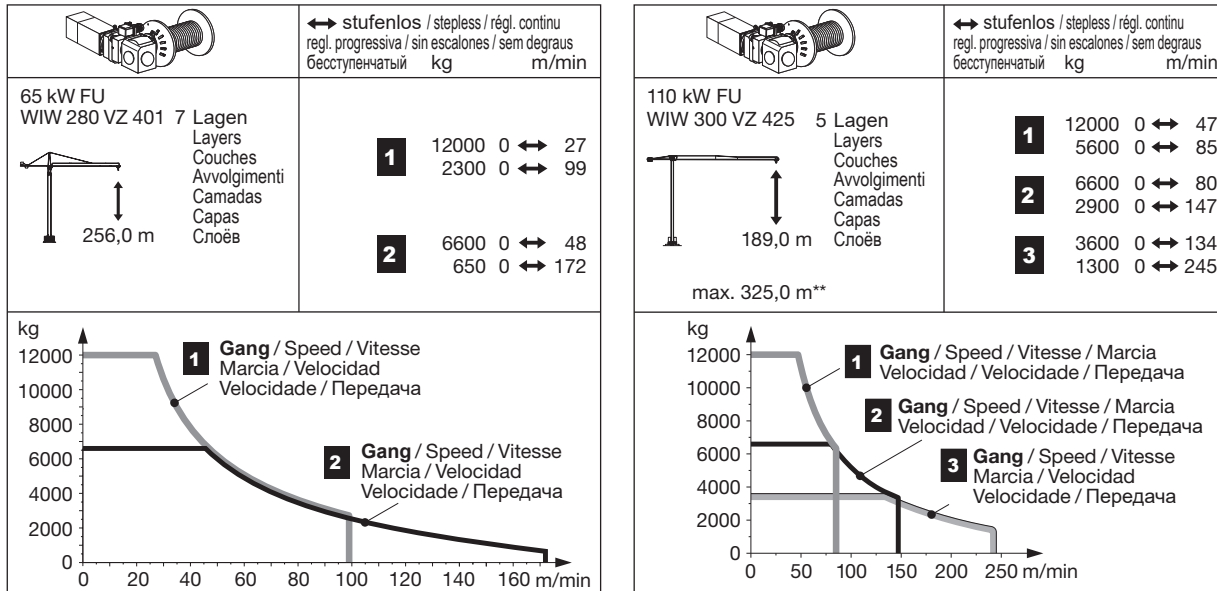 ↔ stufenlos / stepless / régl. continu
regl. progressiva / sin escalones / sem degraus
бесступенчатый kg m/min
65 kW FU
WIW 280 VZ 401 7 Lagen
Layers
Couches
Avvolgimenti
Camadas
Capas
Слоёв
256,0 m
1 12000 0 ↔ 27
2300 0 ↔ 99
2 6600 0 ↔ 48
650 0 ↔ 172
kg
12000
10000
8000
6000
4000
2000
0
0 20 40 60 80 100 120 140 160 m/min
1 Gang / Speed / Vitesse
Marcia / Velocidad
Velocidade / Передача
2 Gang / Speed / Vitesse
Marcia / Velocidad
Velocidade / Передача
↔ stufenlos / stepless / régl. continu
regl. progressiva / sin escalones / sem degraus
бесступенчатый kg m/min
110 kW FU
WIW 300 VZ 425 5 Lagen
Layers
Couches
Avvolgimenti
Camadas
Capas
Слоёв
189,0 m
max. 325,0 m**
1 12000 0 ↔ 47
5600 0 ↔ 85
2 6600 0 ↔ 80
2900 0 ↔ 147
3 3600 0 ↔ 134
1300 0 ↔ 245
kg
12000
10000
8000
6000
4000
2000
0
0 50 100 150 200 250 m/min
1 Gang / Speed / Vitesse / Marcia
Velocidad / Velocidade / Передача
2 Gang / Speed / Vitesse / Marcia
Velocidad / Velocidade / Передача
3 Gang / Speed / Vitesse
Marcia / Velocidad
Velocidade / Передача